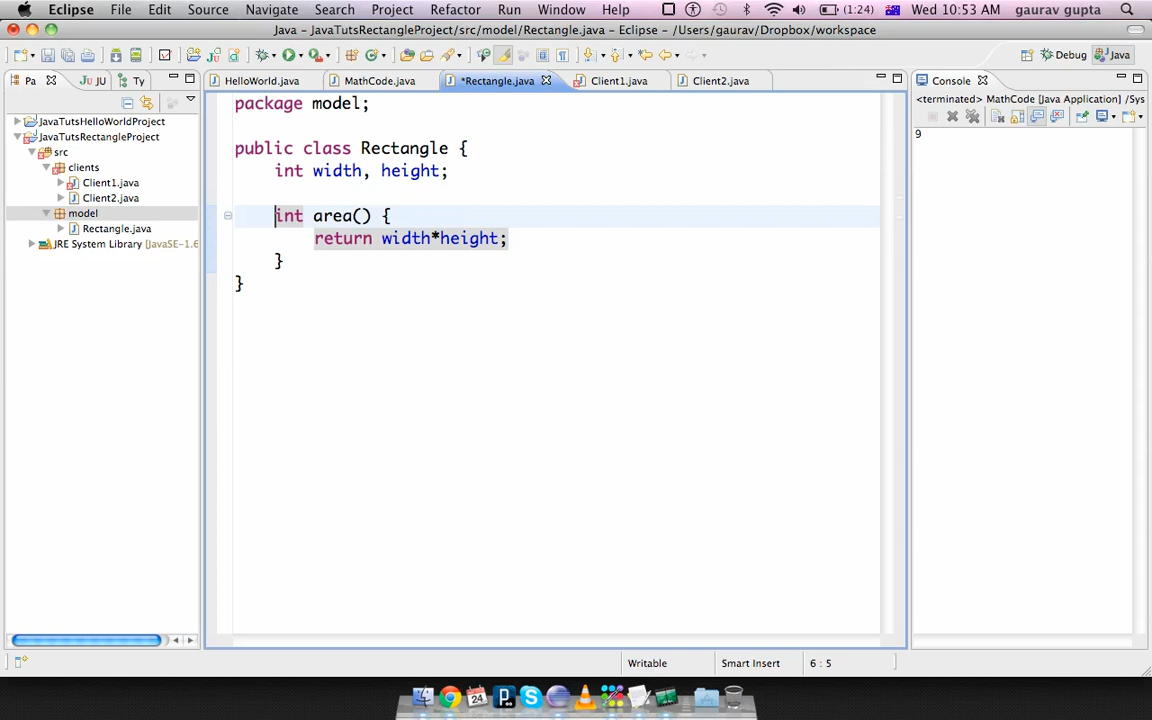 Eclipse File Edit Source Navigate Search Project Refactor Run Window Help (1:24) Wed 10:53 AM gaurav gupta
Java – JavaTutsRectangleProject/src/model/Rectangle.java – Eclipse – /Users/gaurav/Dropbox/workspace
Debug Java
Pa JU Ty
HelloWorld.java MathCode.java *Rectangle.java Client1.java Client2.java
Console
<terminated> MathCode [Java Application] /Sys
9
JavaTutsHelloWorldProject
JavaTutsRectangleProject
src
clients
Client1.java
Client2.java
model
Rectangle.java
JRE System Library [JavaSE-1.6
package model;
public class Rectangle {
int width, height;
int area() {
return width*height;
}
}
Writable Smart Insert 6 : 5
24